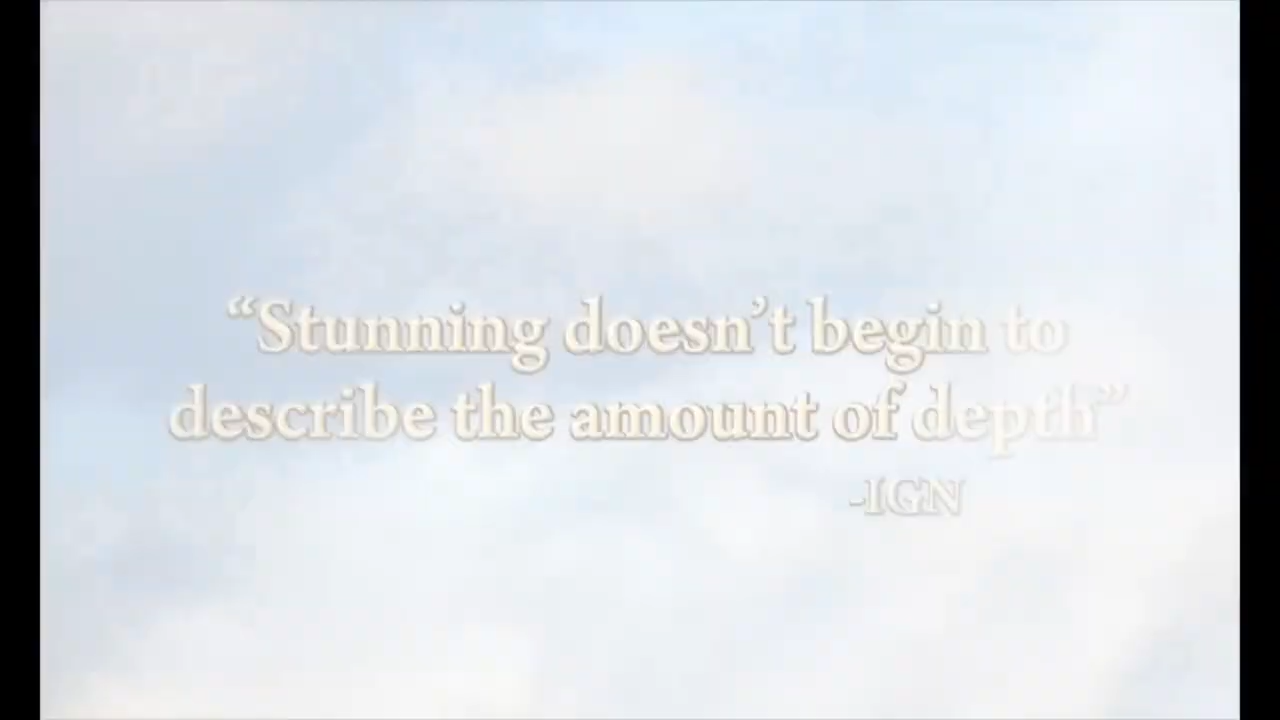 “Stunning doesn’t begin to
describe the amount of depth”
-IGN